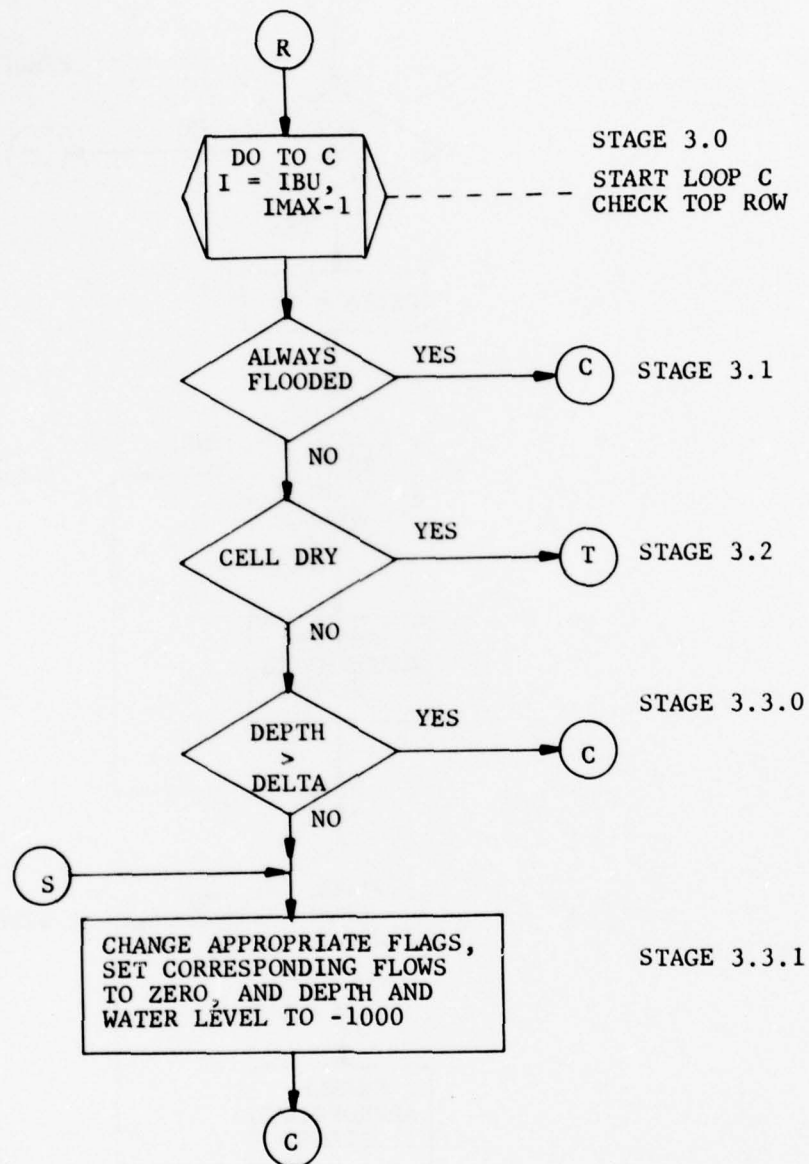 R
DO TO C
I = IBU,
IMAX-1
STAGE 3.0
START LOOP C
CHECK TOP ROW
ALWAYS
FLOODED
YES
C
STAGE 3.1
NO
CELL DRY
YES
T
STAGE 3.2
NO
DEPTH
>
DELTA
YES
C
STAGE 3.3.0
NO
S
CHANGE APPROPRIATE FLAGS,
SET CORRESPONDING FLOWS
TO ZERO, AND DEPTH AND
WATER LEVEL TO -1000
STAGE 3.3.1
C